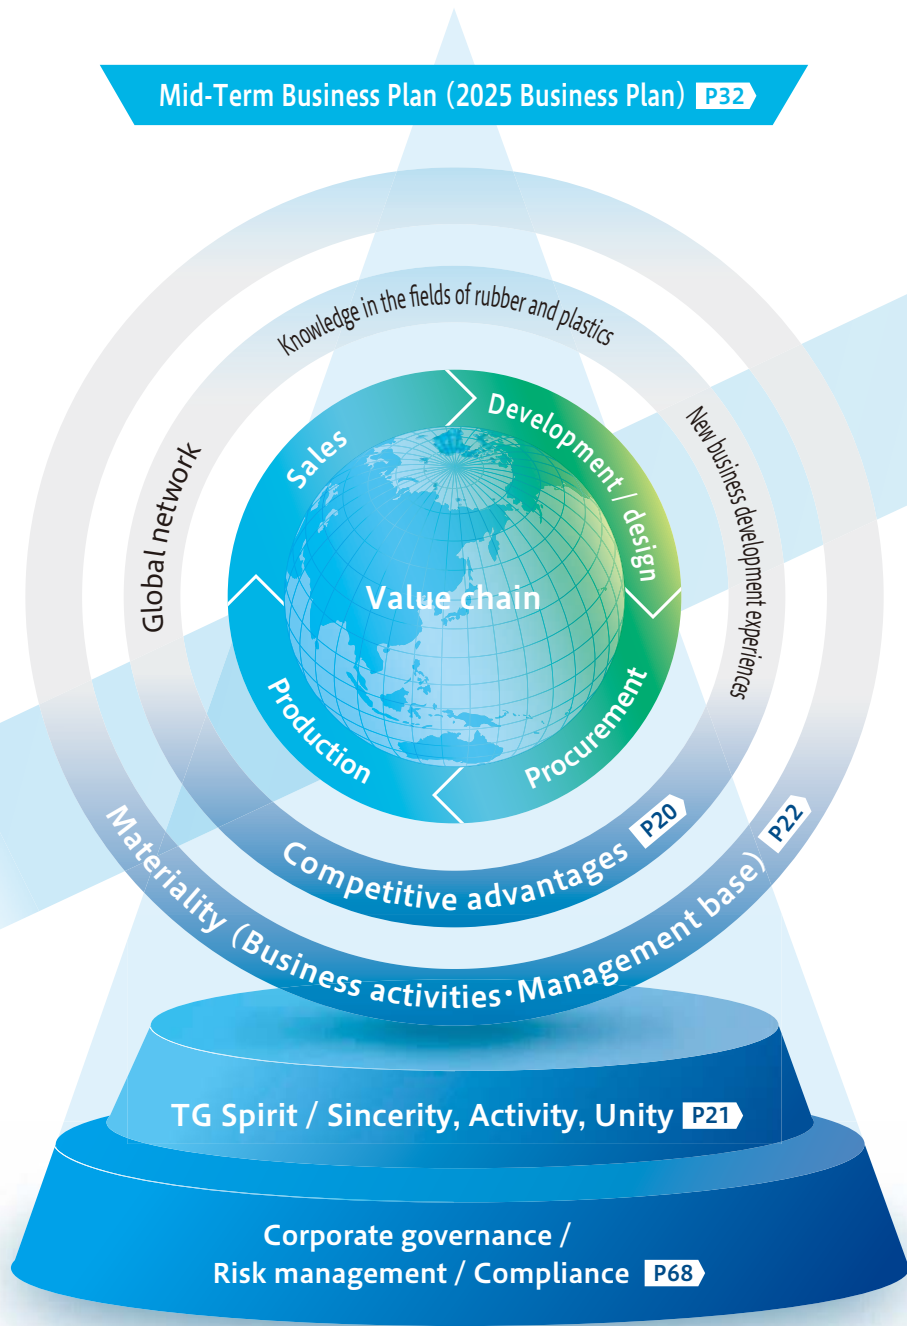 Mid-Term Business Plan (2025 Business Plan) P32
Knowledge in the fields of rubber and plastics
Global network
New business development experiences
Sales
Development / design
Value chain
Production
Procurement
Competitive advantages P20
Materiality (Business activities・Management base) P22
TG Spirit / Sincerity, Activity, Unity P21
Corporate governance /
Risk management / Compliance P68